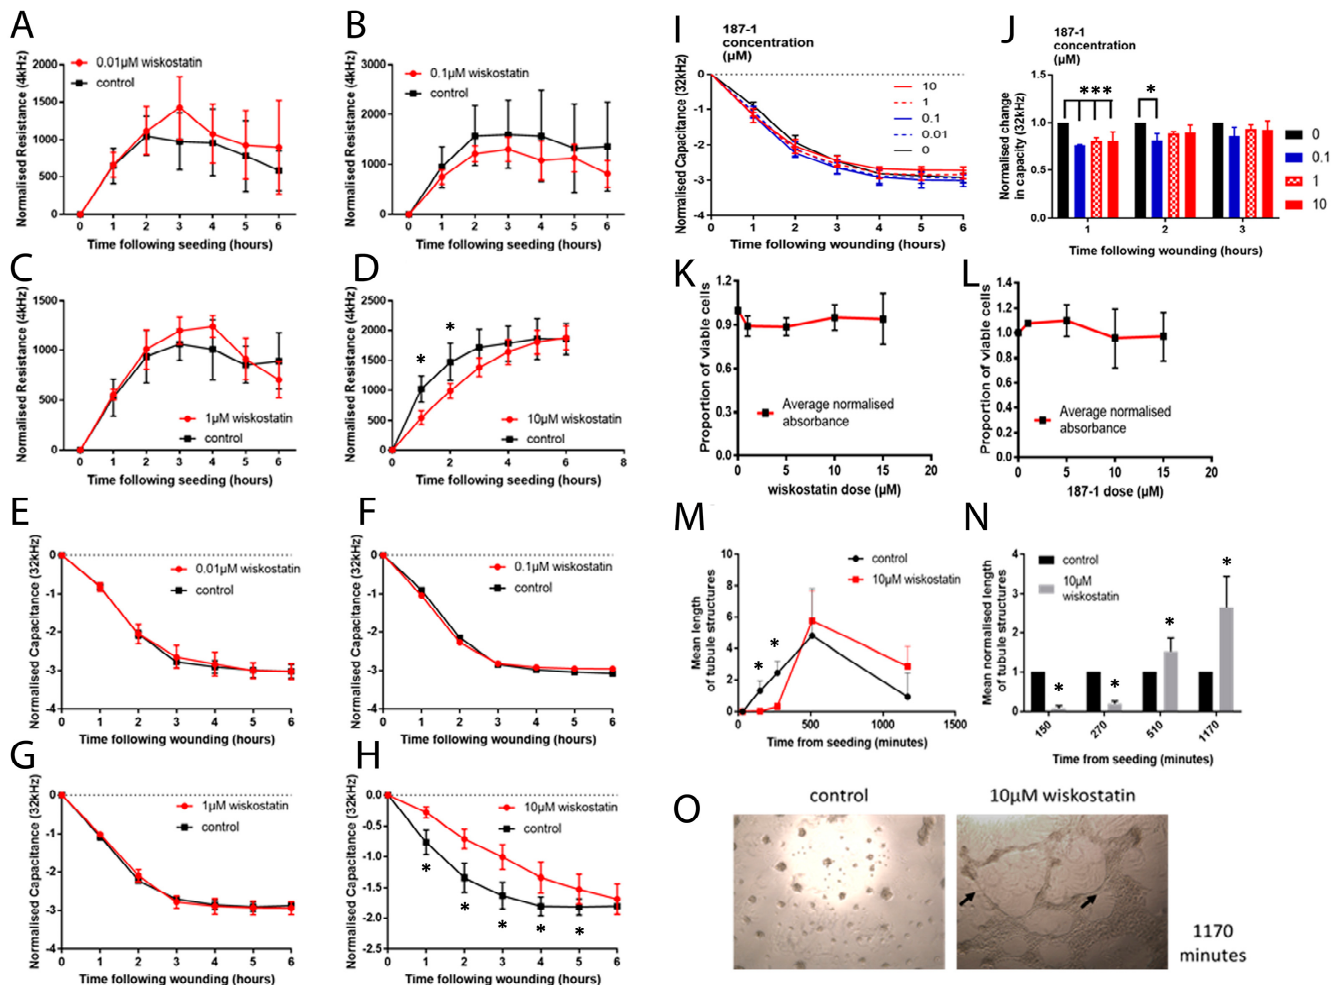 A
Normalised Resistance (4kHz)
2000
1500
1000
500
0
0.01µM wiskostatin
control
0 1 2 3 4 5 6
Time following seeding (hours)
B
Normalised Resistance (4kHz)
3000
2000
1000
0
0.1µM wiskostatin
control
0 1 2 3 4 5 6
Time following seeding (hours)
C
Normalised Resistance (4kHz)
1500
1000
500
0
1µM wiskostatin
control
0 1 2 3 4 5 6
Time following seeding (hours)
D
Normalised Resistance (4kHz)
2500
2000
1500
1000
500
0
* *
10µM wiskostatin
control
0 2 4 6 8
Time following seeding (hours)
E
Normalised Capacitance (32kHz)
0
-1
-2
-3
-4
0.01µM wiskostatin
control
0 1 2 3 4 5 6
Time following wounding (hours)
F
Normalised Capacitance (32kHz)
0
-1
-2
-3
-4
0.1µM wiskostatin
control
0 1 2 3 4 5 6
Time following wounding (hours)
G
Normalised Capacitance (32kHz)
0
-1
-2
-3
-4
1µM wiskostatin
control
0 1 2 3 4 5 6
Time following wounding (hours)
H
Normalised Capacitance (32kHz)
0.0
-0.5
-1.0
-1.5
-2.0
-2.5
10µM wiskostatin
control
* * * * *
0 1 2 3 4 5 6
Time following wounding (hours)
I
187-1
concentration
(µM)
Normalised Capacitance (32kHz)
0
-1
-2
-3
-4
10
1
0.1
0.01
0
0 1 2 3 4 5 6
Time following wounding (hours)
J
187-1
concentration
(µM)
Normalised change
in capacity (32kHz)
1.5
1.0
0.5
0.0
*** *
0
0.1
1
10
1 2 3
Time following wounding (hours)
K
Proportion of viable cells
1.2
0.9
0.6
0.3
0.0
Average normalised
absorbance
0 5 10 15 20
wiskostatin dose (µM)
L
Proportion of viable cells
1.4
1.2
1.0
0.8
0.6
0.4
0.2
0.0
Average normalised
absorbance
0 5 10 15 20
187-1 dose (µM)
M
Mean length
of tubule structures
10
8
6
4
2
0
control
10µM wiskostatin
* *
0 500 1000 1500
Time from seeding (minutes)
N
Mean normalised length
of tubule structures
4
3
2
1
0
control
10µM
wiskostatin
* * * *
150 270 510 1170
Time from seeding (minutes)
O
control
10µM wiskostatin
1170
minutes